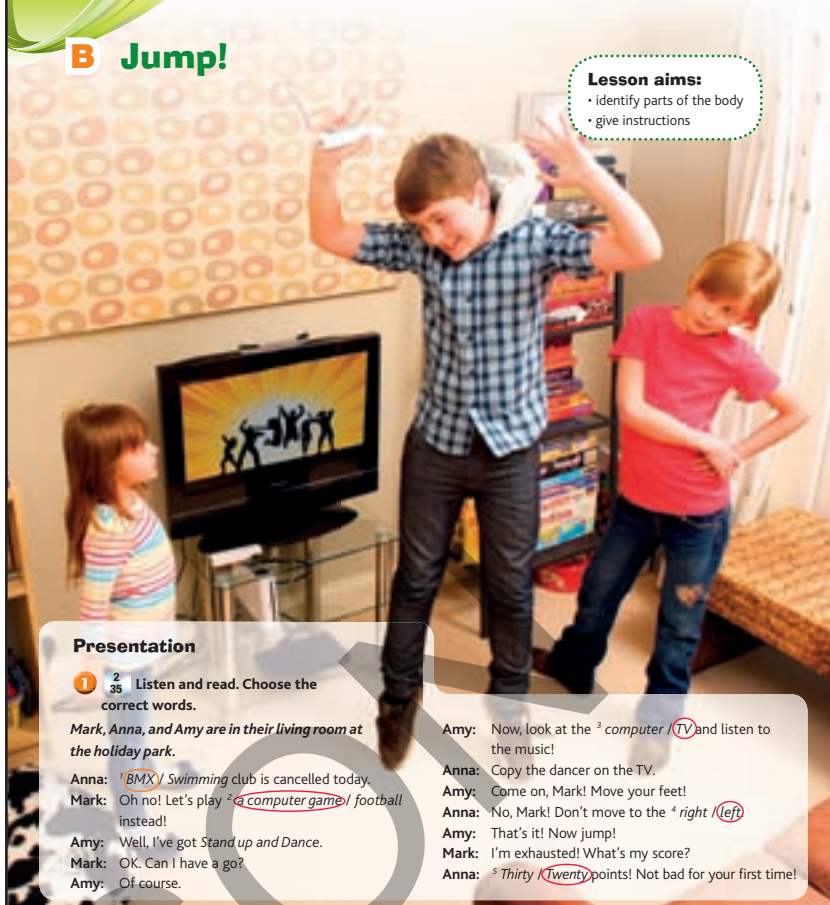 B Jump!
Lesson aims:
• identify parts of the body
• give instructions
Presentation
1 2 35 Listen and read. Choose the
correct words.
Mark, Anna, and Amy are in their living room at
the holiday park.
Anna: 1 BMX / Swimming club is cancelled today.
Mark: Oh no! Let's play 2 a computer game / football
instead!
Amy: Well, I've got Stand up and Dance.
Mark: OK. Can I have a go?
Amy: Of course.
Amy: Now, look at the 3 computer / TV and listen to
the music!
Anna: Copy the dancer on the TV.
Amy: Come on, Mark! Move your feet!
Anna: No, Mark! Don't move to the 4 right / left.
Amy: That's it! Now jump!
Mark: I'm exhausted! What's my score?
Anna: 5 Thirty / Twenty points! Not bad for your first time!